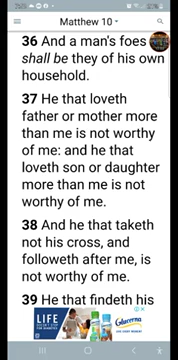 Matthew 10
36 And a man's foes
shall be they of his own
household.
37 He that loveth
father or mother more
than me is not worthy
of me: and he that
loveth son or daughter
more than me is not
worthy of me.
38 And he that taketh
not his cross, and
followeth after me, is
not worthy of me.
39 He that findeth his
LIFE
Glucerna